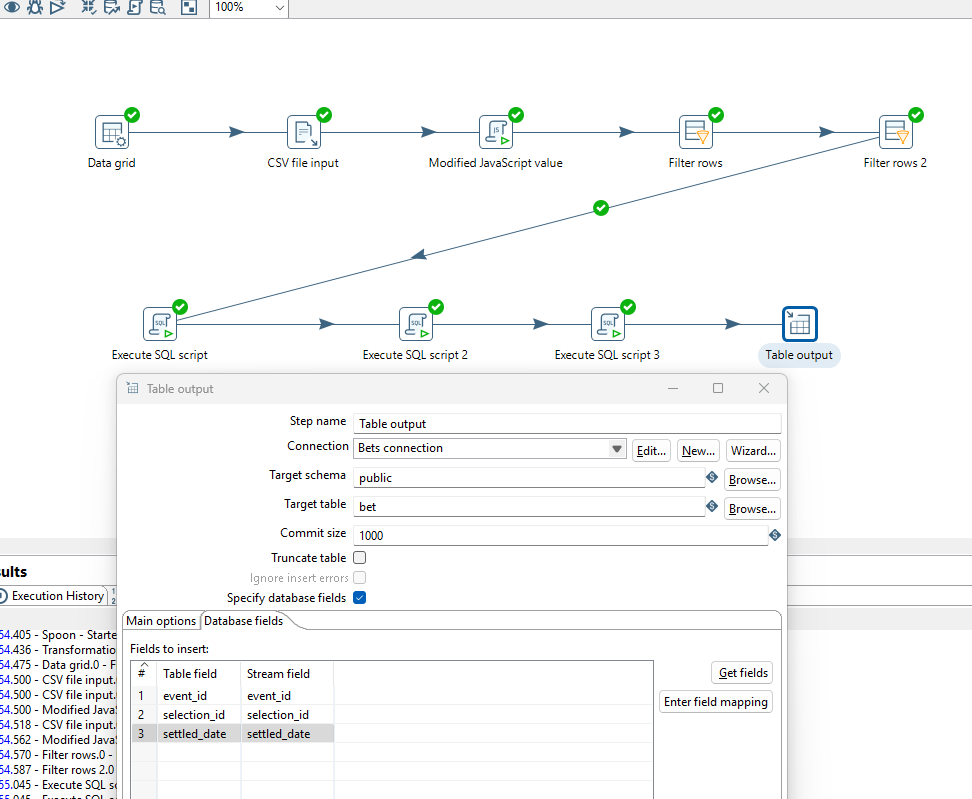 100%
Data grid
CSV file input
Modified JavaScript value
Filter rows
Filter rows 2
Execute SQL script
Execute SQL script 2
Execute SQL script 3
Table output
Table output
Step name Table output
Connection Bets connection Edit... New... Wizard...
Target schema public Browse...
Target table bet Browse...
Commit size 1000
Truncate table
Ignore insert errors
Specify database fields
Main options Database fields
Fields to insert:
# Table field Stream field
1 event_id event_id
2 selection_id selection_id
3 settled_date settled_date
Get fields
Enter field mapping
ults
Execution History
54.405 - Spoon - Starte
54.436 - Transformatio
54.475 - Data grid.0 - F
54.500 - CSV file input.
54.500 - CSV file input.
54.500 - Modified Java
54.518 - CSV file input.
54.562 - Modified Java
54.570 - Filter rows.0 -
54.587 - Filter rows 2.0
55.045 - Execute SQL sc